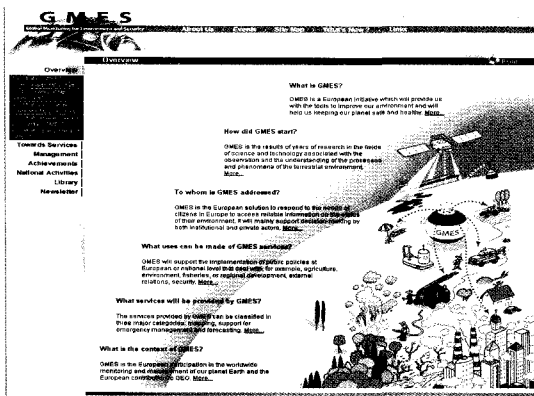 GMES
Global Monitoring for Environment and Security
About Us Events Site Map What's New? Links
Overview
Print
Overview
Towards Services
Management
Achievements
National Activities
Library
Newsletter
What is GMES?
GMES is a European initiative which will provide us
with the tools to improve our environment and will
help us keeping our planet safe and healthy. More...
How did GMES start?
GMES is the results of years of research in the fields
of science and technology associated with the
observation and the understanding of the processes
and phenomena of the terrestrial environment.
More...
To whom is GMES addressed?
GMES is the European solution to respond to the needs of
citizens in Europe to access reliable information on the status
of their environment. It will mainly support decision-making by
both institutional and private actors. More...
What uses can be made of GMES services?
GMES will support the implementation of public policies at
European or national level that deal with, for example, agriculture,
environment, fisheries, or regional development, external
relations, security. More...
What services will be provided by GMES?
The services provided by GMES can be classified in
three major categories: mapping, support for
emergency management and forecasting. More...
What is the context of GMES?
GMES is the European participation in the worldwide
monitoring and management of our planet Earth and the
European contribution to GEO. More...
GMES